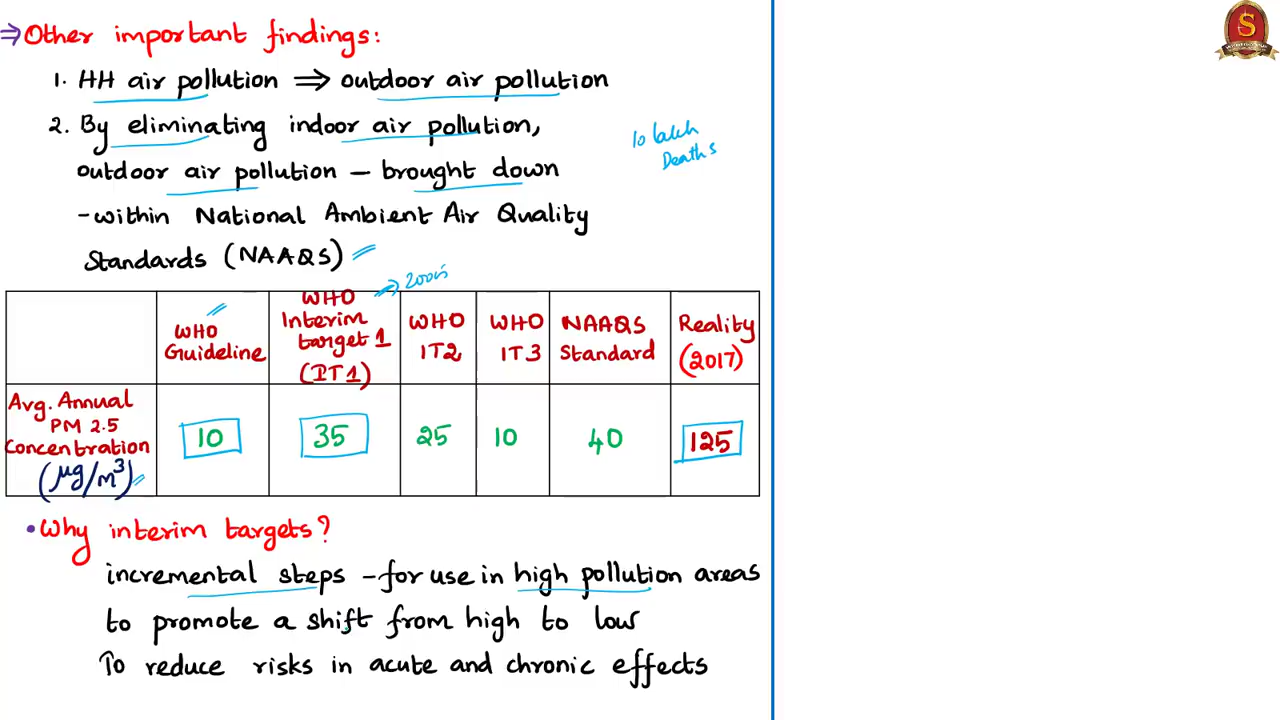 ⇒ Other important findings:
1. HH air pollution ⇒ outdoor air pollution
2. By eliminating indoor air pollution,
outdoor air pollution – brought down
- within National Ambient Air Quality
Standards (NAAQS)
10 lakh
Deaths
WHO Guideline
WHO Interim target 1 (IT1)
WHO IT2
WHO IT3
NAAQS Standard
Reality (2017)
Avg. Annual PM 2.5 Concentration (µg/m³)
10
35
25
10
40
125
• Why interim targets?
incremental steps – for use in high pollution areas
to promote a shift from high to low
To reduce risks in acute and chronic effects
S